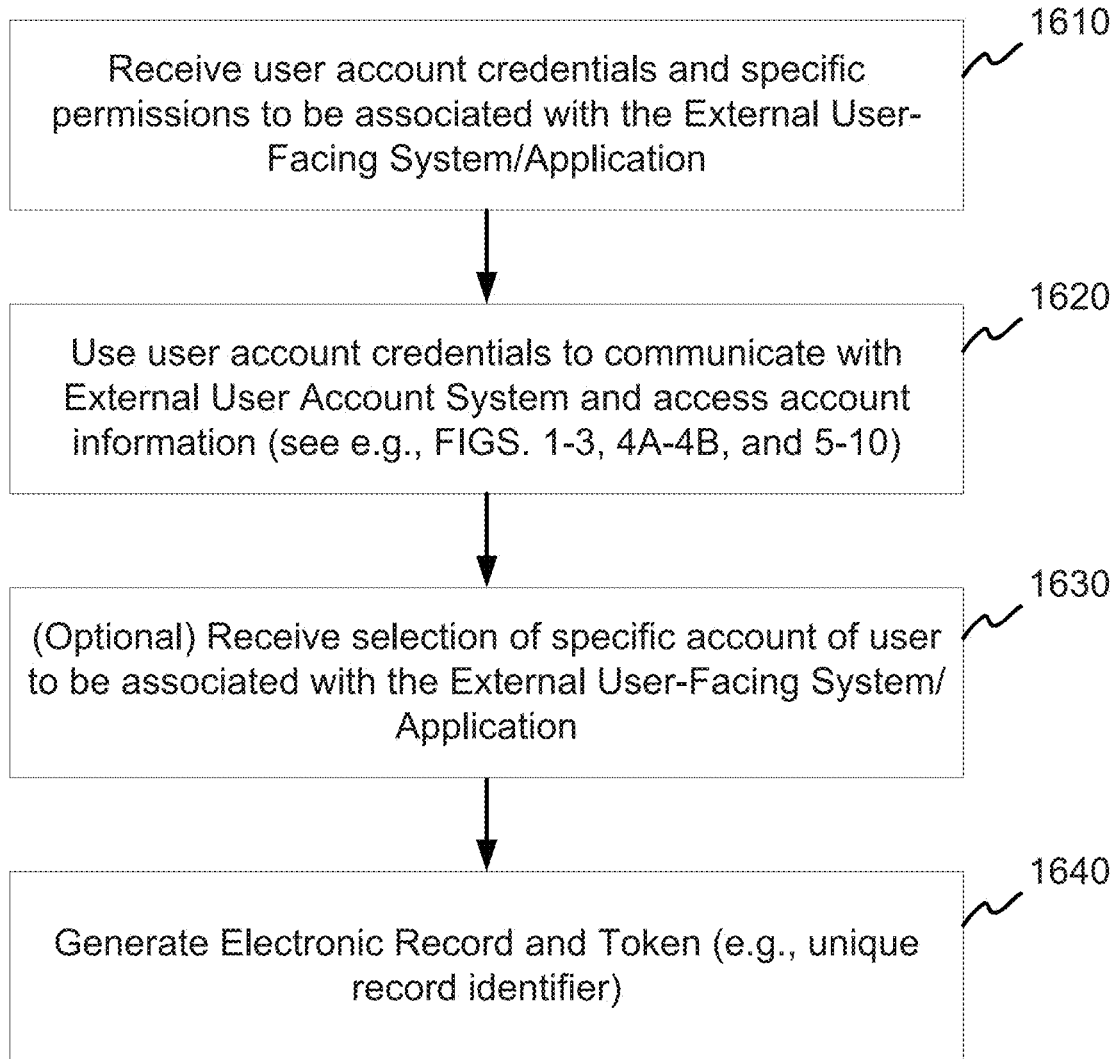 1610
Receive user account credentials and specific
permissions to be associated with the External User-
Facing System/Application
1620
Use user account credentials to communicate with
External User Account System and access account
information (see e.g., FIGS. 1-3, 4A-4B, and 5-10)
1630
(Optional) Receive selection of specific account of user
to be associated with the External User-Facing System/
Application
1640
Generate Electronic Record and Token (e.g., unique
record identifier)